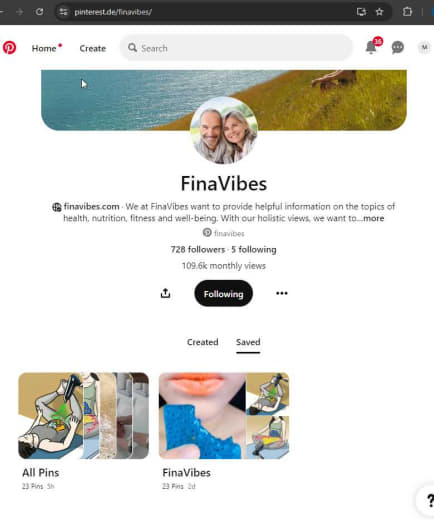 pinterest.de/finavibes/
Home Create Search 36 M
FinaVibes
finavibes.com · We at FinaVibes want to provide helpful information on the topics of
health, nutrition, fitness and well-being. With our holistic views, we want to...more
finavibes
728 followers · 5 following
109.6k monthly views
Following
Created Saved
All Pins FinaVibes
23 Pins 5h 23 Pins 2d
?